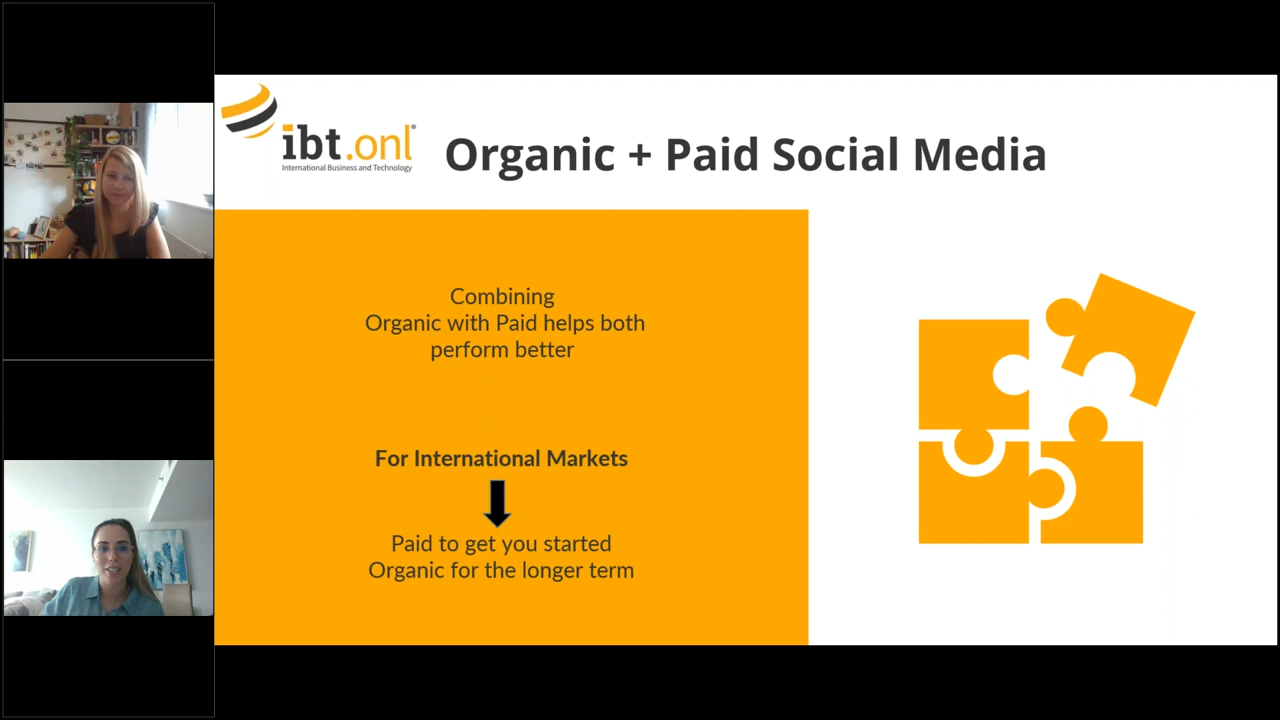 ibt.onl
International Business and Technology
Organic + Paid Social Media
Combining
Organic with Paid helps both
perform better
For International Markets
Paid to get you started
Organic for the longer term